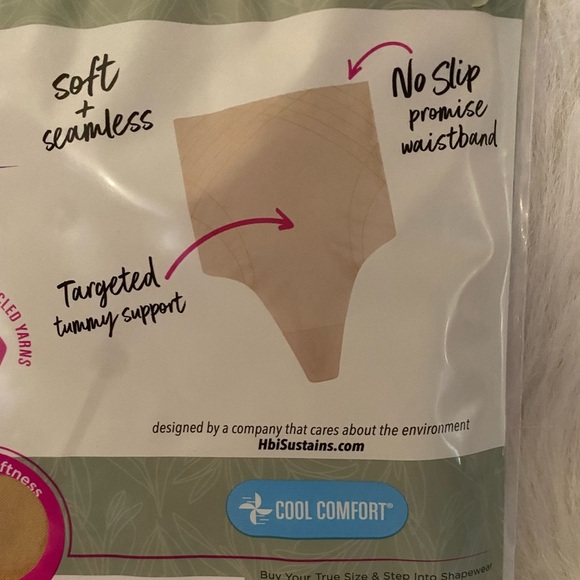 soft
+
seamless
No Slip
promise
waistband
Targeted
tummy support
YARNS
designed by a company that cares about the environment
HbiSustains.com
COOL COMFORT®
Buy Your True Size & Step Into